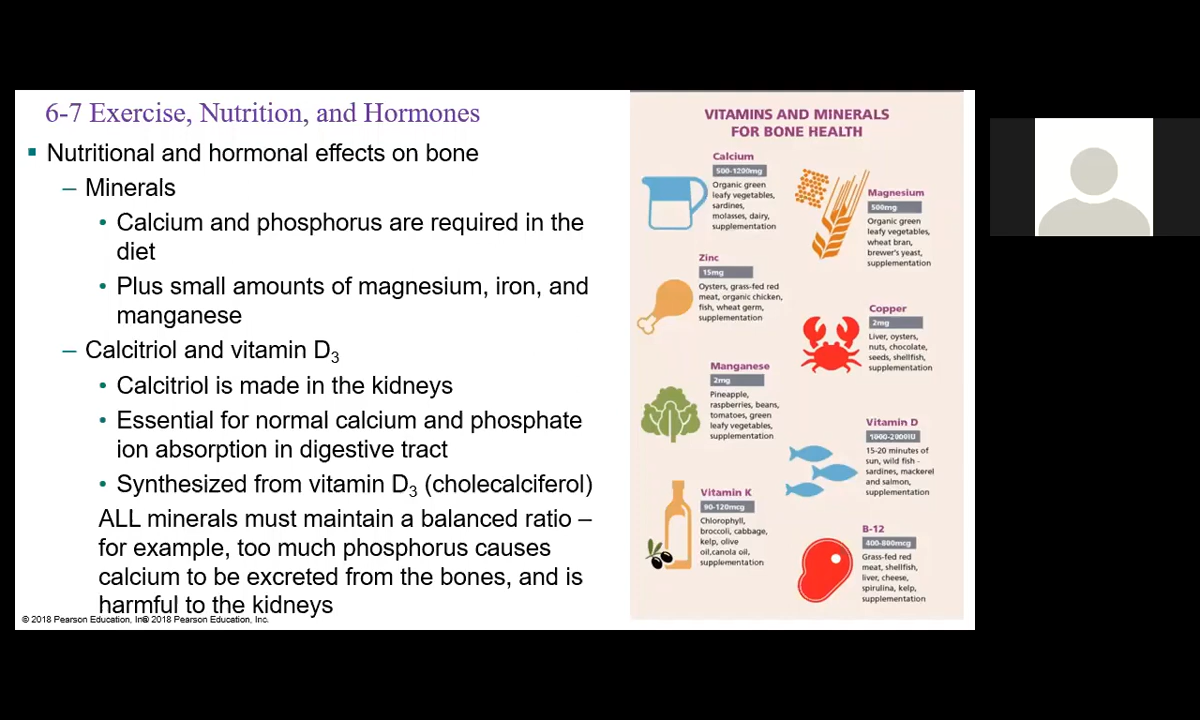 6-7 Exercise, Nutrition, and Hormones
▪ Nutritional and hormonal effects on bone
– Minerals
• Calcium and phosphorus are required in the
diet
• Plus small amounts of magnesium, iron, and
manganese
– Calcitriol and vitamin D3
• Calcitriol is made in the kidneys
• Essential for normal calcium and phosphate
ion absorption in digestive tract
• Synthesized from vitamin D3 (cholecalciferol)
ALL minerals must maintain a balanced ratio –
for example, too much phosphorus causes
calcium to be excreted from the bones, and is
harmful to the kidneys
© 2018 Pearson Education, In© 2018 Pearson Education, Inc.
VITAMINS AND MINERALS
FOR BONE HEALTH
Calcium
500-1200mg
Organic green
leafy vegetables,
sardines,
molasses, dairy,
supplementation
Magnesium
500mg
Organic green
leafy vegetables,
wheat bran,
brewer's yeast,
supplementation
Zinc
15mg
Oysters, grass-fed red
meat, organic chicken,
fish, wheat germ,
supplementation
Copper
2mg
Liver, oysters,
nuts, chocolate,
seeds, shellfish,
supplementation
Manganese
2mg
Pineapple,
raspberries, beans,
tomatoes, green
leafy vegetables,
supplementation
Vitamin D
1000-2000IU
15-20 minutes of
sun, wild fish -
sardines, mackerel
and salmon,
supplementation
Vitamin K
90-120mcg
Chlorophyll,
broccoli, cabbage,
kelp, olive
oil,canola oil,
supplementation
B-12
400-800mcg
Grass-fed red
meat, shellfish,
liver, cheese,
spirulina, kelp,
supplementation